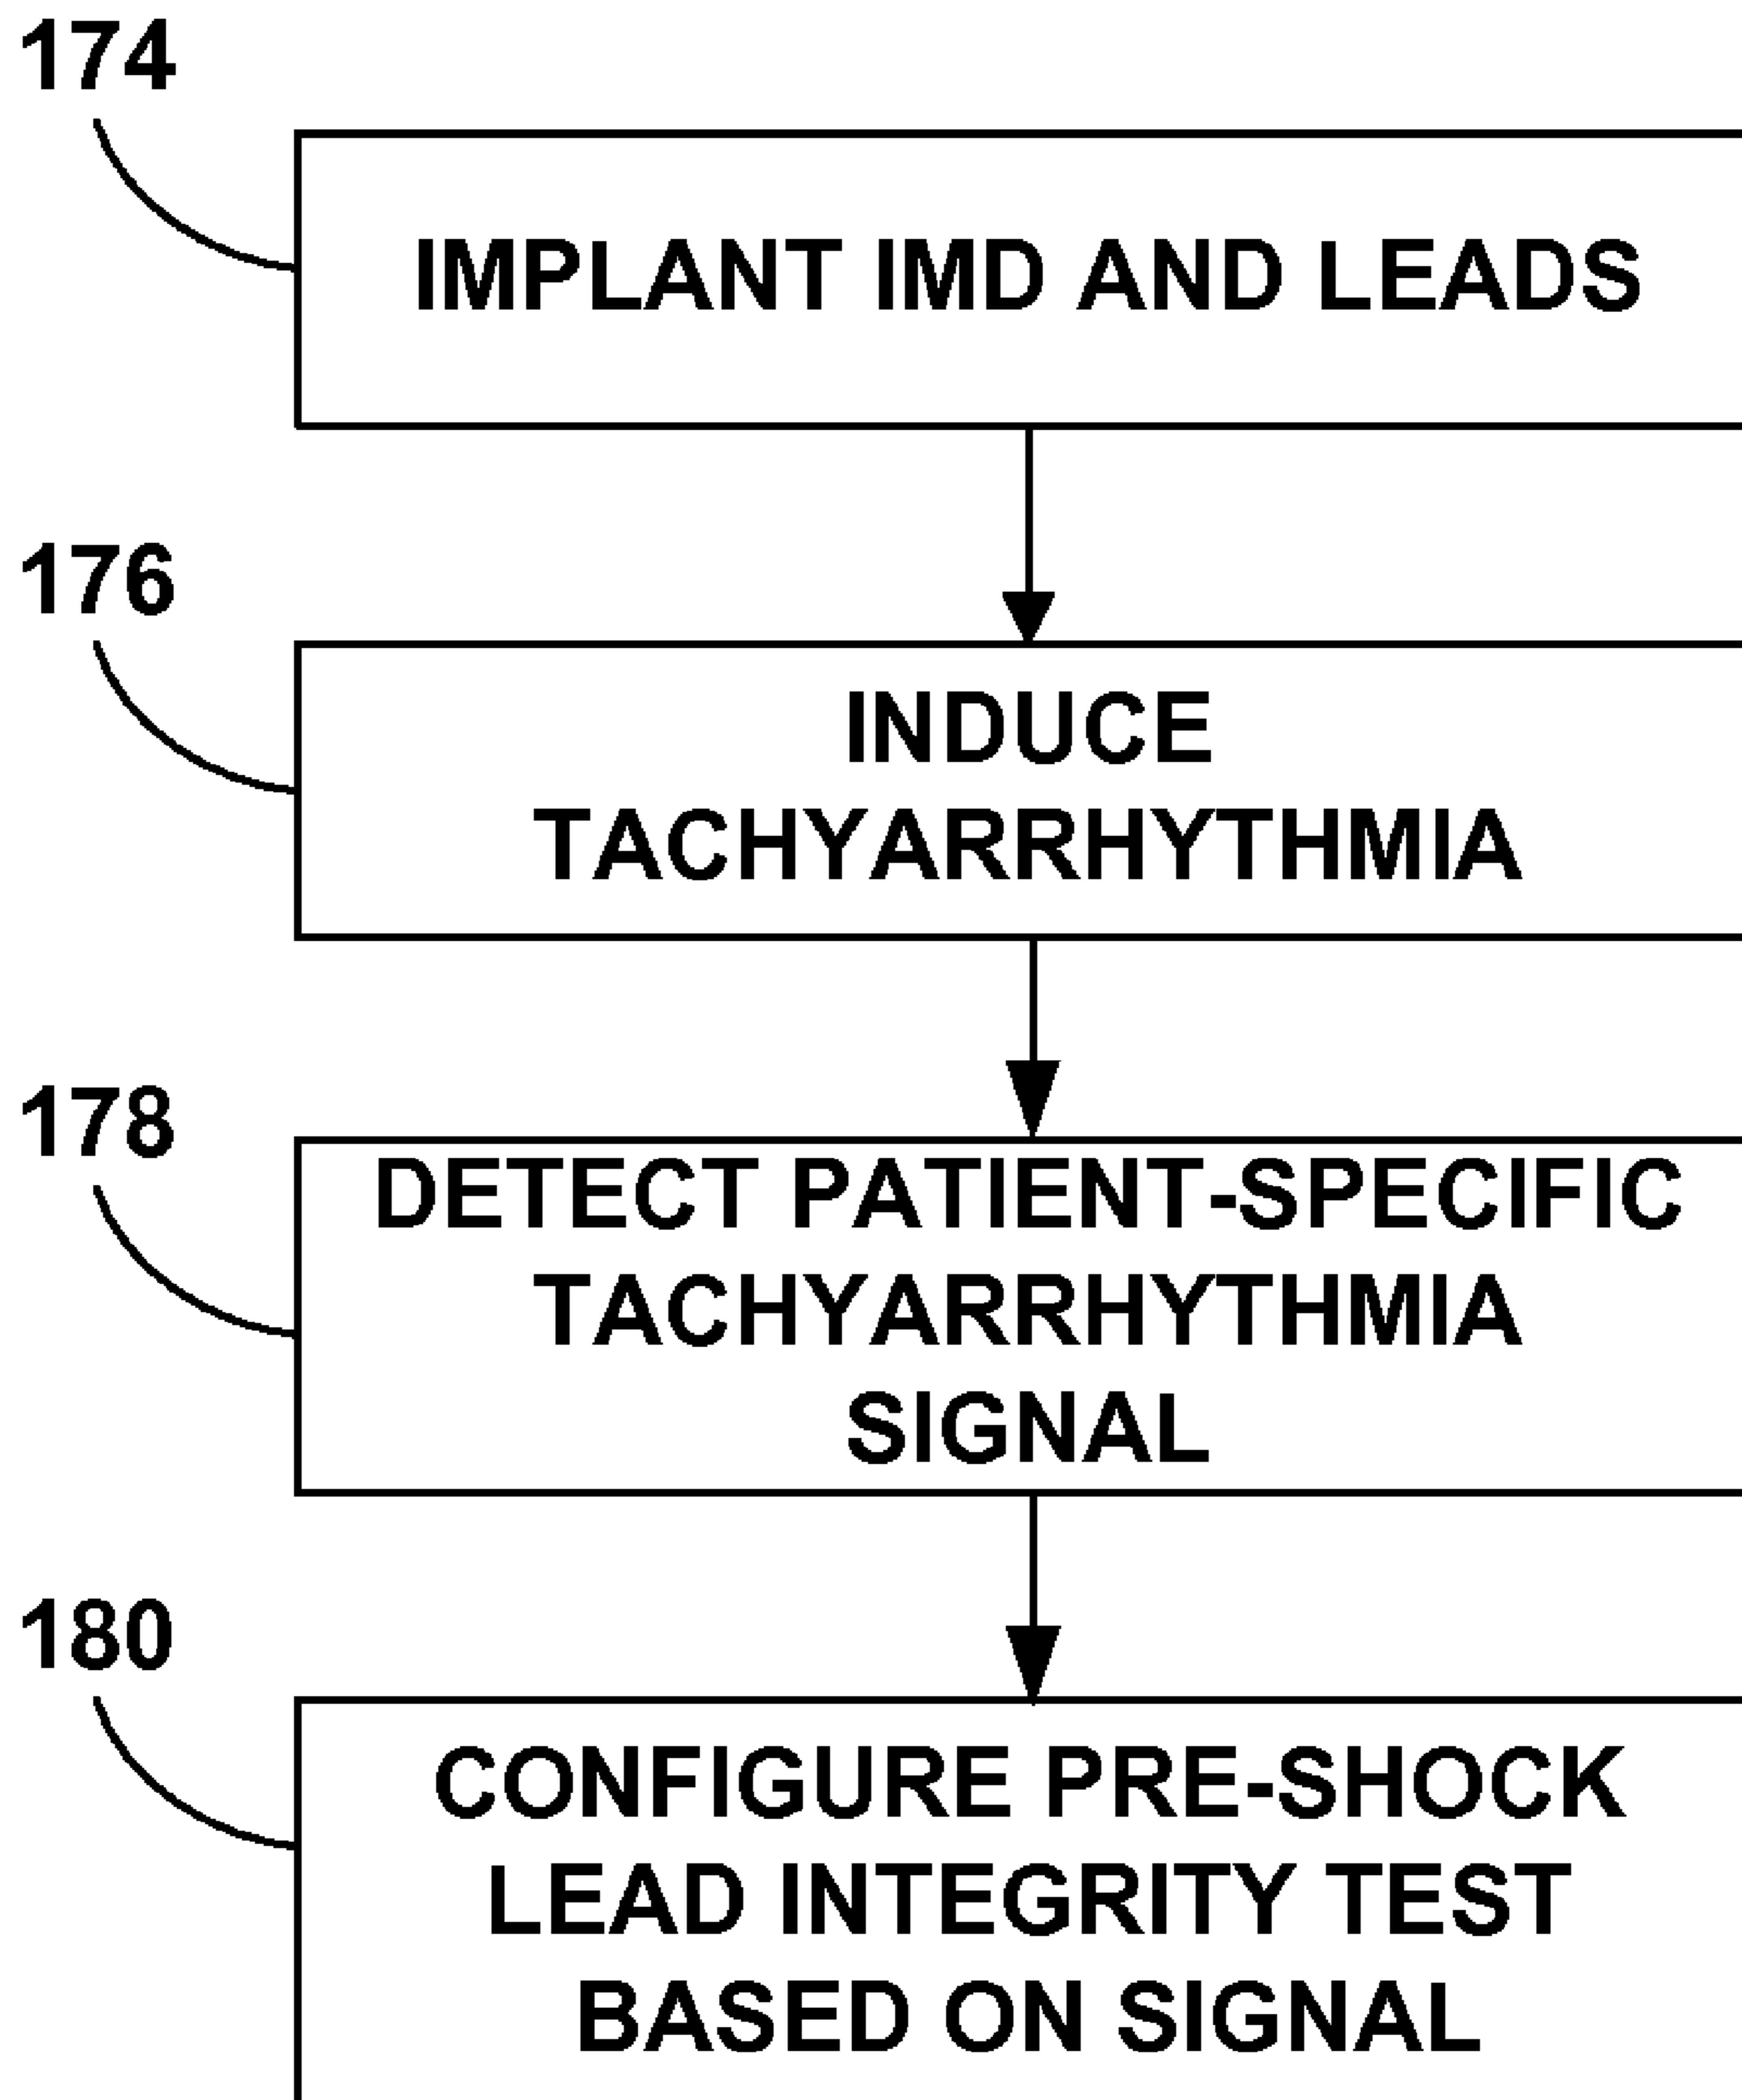 174
IMPLANT IMD AND LEADS
176
INDUCE
TACHYARRHYTHMIA
178
DETECT PATIENT-SPECIFIC
TACHYARRHYTHMIA
SIGNAL
180
CONFIGURE PRE-SHOCK
LEAD INTEGRITY TEST
BASED ON SIGNAL